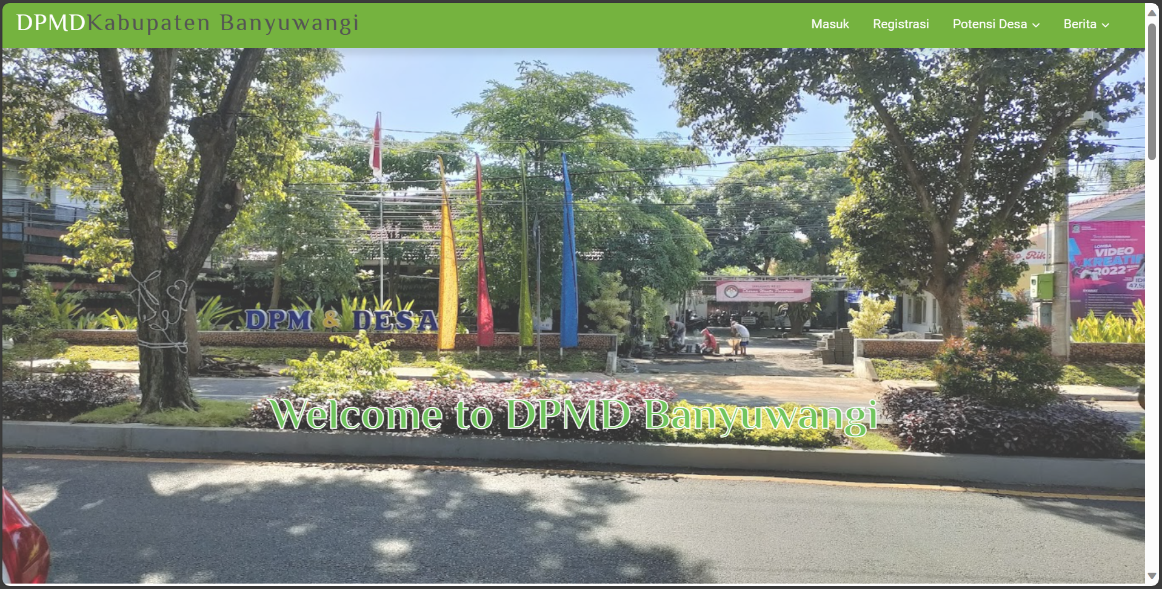 DPMDKabupaten Banyuwangi
Masuk
Registrasi
Potensi Desa
Berita
DPM & DESA
LOMBA
VIDEO
KREATIF
2022
Welcome to DPMD Banyuwangi